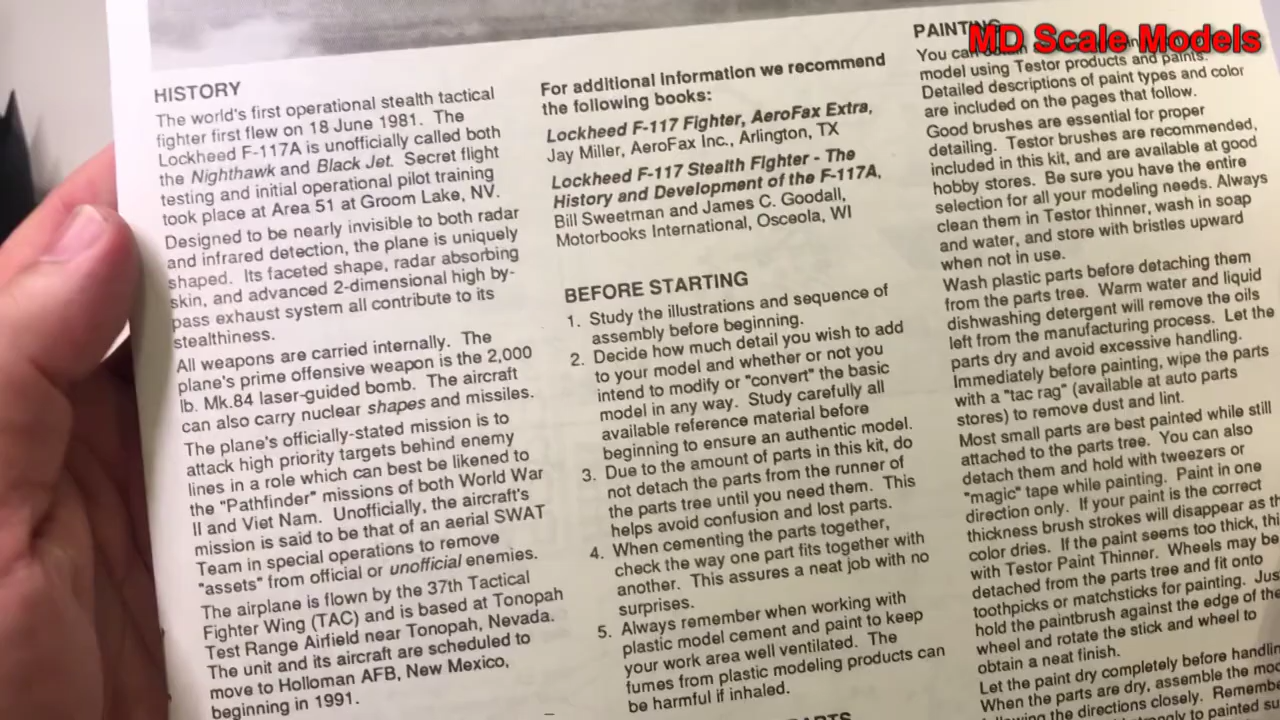 MD Scale Models
HISTORY
The world's first operational stealth tactical
fighter first flew on 18 June 1981. The
Lockheed F-117A is unofficially called both
the Nighthawk and Black Jet. Secret flight
testing and initial operational pilot training
took place at Area 51 at Groom Lake, NV.
Designed to be nearly invisible to both radar
and infrared detection, the plane is uniquely
shaped. Its faceted shape, radar absorbing
skin, and advanced 2-dimensional high by-
pass exhaust system all contribute to its
stealthiness.
All weapons are carried internally. The
plane's prime offensive weapon is the 2,000
lb. Mk.84 laser-guided bomb. The aircraft
can also carry nuclear shapes and missiles.
The plane's officially-stated mission is to
attack high priority targets behind enemy
lines in a role which can best be likened to
the "Pathfinder" missions of both World War
II and Viet Nam. Unofficially, the aircraft's
mission is said to be that of an aerial SWAT
Team in special operations to remove
"assets" from official or unofficial enemies.
The airplane is flown by the 37th Tactical
Fighter Wing (TAC) and is based at Tonopah
Test Range Airfield near Tonopah, Nevada.
The unit and its aircraft are scheduled to
move to Holloman AFB, New Mexico,
beginning in 1991.
For additional information we recommend
the following books:
Lockheed F-117 Fighter, AeroFax Extra,
Jay Miller, AeroFax Inc., Arlington, TX
Lockheed F-117 Stealth Fighter - The
History and Development of the F-117A,
Bill Sweetman and James C. Goodall,
Motorbooks International, Osceola, WI
BEFORE STARTING
1. Study the illustrations and sequence of
assembly before beginning.
2. Decide how much detail you wish to add
to your model and whether or not you
intend to modify or "convert" the basic
model in any way. Study carefully all
available reference material before
beginning to ensure an authentic model.
3. Due to the amount of parts in this kit, do
not detach the parts from the runner of
the parts tree until you need them. This
helps avoid confusion and lost parts.
4. When cementing the parts together,
check the way one part fits together with
another. This assures a neat job with no
surprises.
5. Always remember when working with
plastic model cement and paint to keep
your work area well ventilated. The
fumes from plastic modeling products can
be harmful if inhaled.
PAINTING
You can
model using Testor products and paints.
Detailed descriptions of paint types and color
are included on the pages that follow.
Good brushes are essential for proper
detailing. Testor brushes are recommended,
included in this kit, and are available at good
hobby stores. Be sure you have the entire
selection for all your modeling needs. Always
clean them in Testor thinner, wash in soap
and water, and store with bristles upward
when not in use.
Wash plastic parts before detaching them
from the parts tree. Warm water and liquid
dishwashing detergent will remove the oils
left from the manufacturing process. Let the
parts dry and avoid excessive handling.
Immediately before painting, wipe the parts
with a "tac rag" (available at auto parts
stores) to remove dust and lint.
Most small parts are best painted while still
attached to the parts tree. You can also
detach them and hold with tweezers or
"magic" tape while painting. Paint in one
direction only. If your paint is the correct
thickness brush strokes will disappear as
color dries. If the paint seems too thick,
with Testor Paint Thinner. Wheels may be
detached from the parts tree and fit onto
toothpicks or matchsticks for painting.
hold the paintbrush against the edge of the
wheel and rotate the stick and wheel to
obtain a neat finish.
Let the paint dry completely before
When the parts are dry, assemble the
the directions closely.
to painted